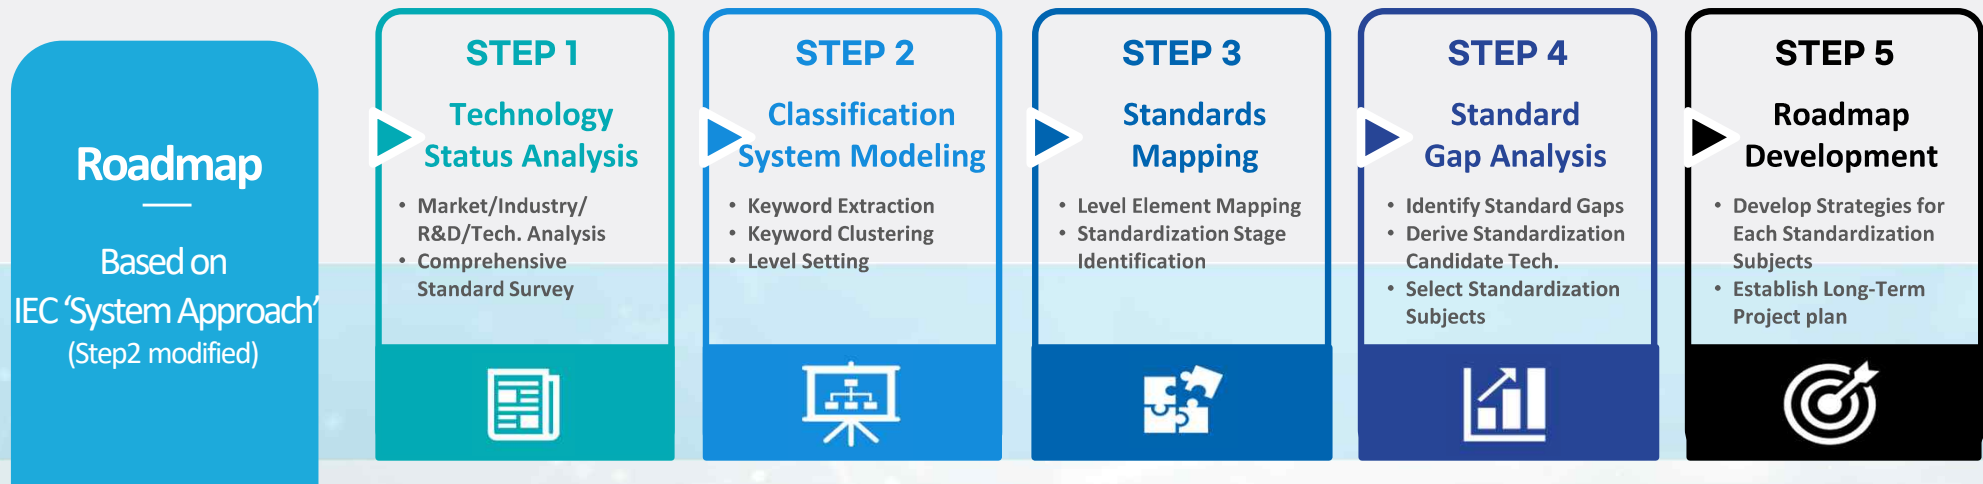 Roadmap
Based on
IEC ‘System Approach’
(Step2 modified)
STEP 1
Technology
Status Analysis
• Market/Industry/
R&D/Tech. Analysis
• Comprehensive
Standard Survey
STEP 2
Classification
System Modeling
• Keyword Extraction
• Keyword Clustering
• Level Setting
STEP 3
Standards
Mapping
• Level Element Mapping
• Standardization Stage
Identification
STEP 4
Standard
Gap Analysis
• Identify Standard Gaps
• Derive Standardization
Candidate Tech.
• Select Standardization
Subjects
STEP 5
Roadmap
Development
• Develop Strategies for
Each Standardization
Subjects
• Establish Long-Term
Project plan